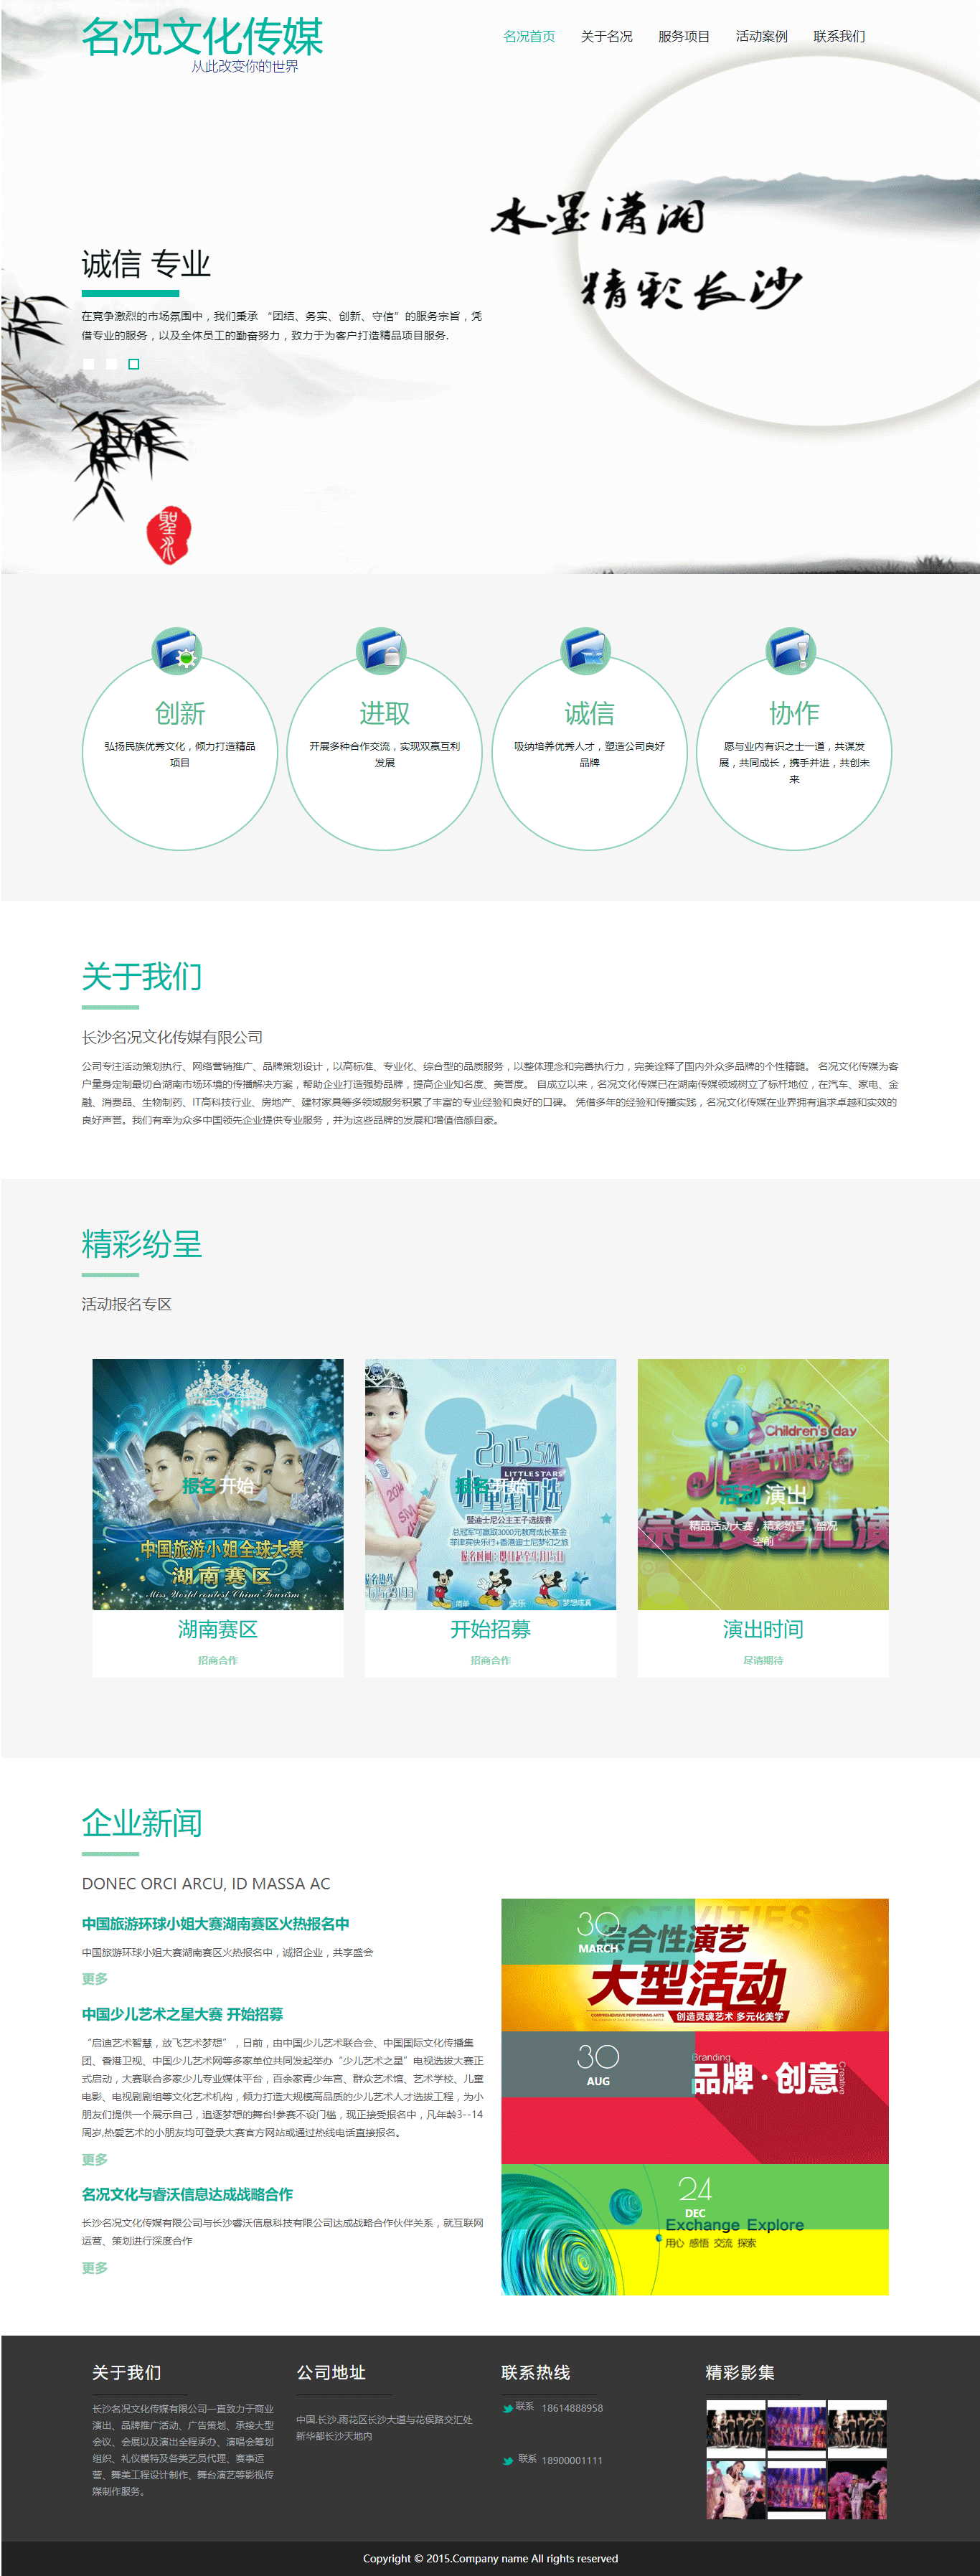 名况文化传媒
从此改变你的世界
名况首页 关于名况 服务项目 活动案例 联系我们
水墨潇湘
精彩长沙
诚信 专业
在竞争激烈的市场氛围中，我们秉承 “团结、务实、创新、守信”的服务宗旨，凭
借专业的服务，以及全体员工的勤奋努力，致力于为客户打造精品项目服务.
创新
弘扬民族优秀文化，倾力打造精品
项目
进取
开展多种合作交流，实现双赢互利
发展
诚信
吸纳培养优秀人才，塑造公司良好
品牌
协作
愿与业内有识之士一道，共谋发
展，共同成长，携手并进，共创未
来
关于我们
长沙名况文化传媒有限公司
公司专注活动策划执行、网络营销推广、品牌策划设计，以高标准、专业化、综合型的品质服务，以整体理念和完善执行力，完美诠释了国内外众多品牌的个性精髓。 名况文化传媒为客
户量身定制最切合湖南市场环境的传播解决方案，帮助企业打造强势品牌，提高企业知名度、美誉度。 自成立以来，名况文化传媒已在湖南传媒领域树立了标杆地位，在汽车、家电、金
融、消费品、生物制药、IT高科技行业、房地产、建材家具等多领域服务积累了丰富的专业经验和良好的口碑。 凭借多年的经验和传播实践，名况文化传媒在业界拥有追求卓越和实效的
良好声誉。我们有幸为众多中国领先企业提供专业服务，并为这些品牌的发展和增值倍感自豪。
精彩纷呈
活动报名专区
报名 开始
中国旅游小姐全球大赛
湖南赛区
Miss World contest China Tourism
湖南赛区
招商合作
2015
LITTLE STARS
报名 开始
暨迪士尼公主王子选拔赛
总冠军可赢取3000元教育成长基金
菲律宾快乐行+香港迪士尼梦幻之旅
简单 快乐 梦想成真
开始招募
招商合作
6
Children's day
活动 演出
精品活动大赛，精彩纷呈，盛况
空前
演出时间
尽请期待
企业新闻
DONEC ORCI ARCU, ID MASSA AC
中国旅游环球小姐大赛湖南赛区火热报名中
中国旅游环球小姐大赛湖南赛区火热报名中，诚招企业，共享盛会
更多
中国少儿艺术之星大赛 开始招募
“启迪艺术智慧，放飞艺术梦想”，日前，由中国少儿艺术联合会、中国国际文化传播集
团、香港卫视、中国少儿艺术网等多家单位共同发起举办“少儿艺术之星”电视选拔大赛正
式启动，大赛联合多家少儿专业媒体平台，百余家青少年宫、群众艺术馆、艺术学校、儿童
电影、电视剧剧组等文化艺术机构，倾力打造大规模高品质的少儿艺术人才选拔工程，为小
朋友们提供一个展示自己，追逐梦想的舞台!参赛不设门槛，现正接受报名中，凡年龄3--14
周岁,热爱艺术的小朋友均可登录大赛官方网站或通过热线电话直接报名。
更多
名况文化与睿沃信息达成战略合作
长沙名况文化传媒有限公司与长沙睿沃信息科技有限公司达成战略合作伙伴关系，就互联网
运营、策划进行深度合作
更多
30
MARCH
ACTIVITIES
综合性演艺
大型活动
COMPREHENSIVE PERFORMING ARTS
创造灵魂艺术 多元化美学
30
AUG
Branding
品牌·创意
Creative
24
DEC
Exchange Explore
用心 感悟 交流 探索
关于我们
长沙名况文化传媒有限公司一直致力于商业
演出、品牌推广活动、广告策划、承接大型
会议、会展以及演出全程承办、演唱会筹划
组织、礼仪模特及各类艺员代理、赛事运
营、舞美工程设计制作、舞台演艺等影视传
媒制作服务。
公司地址
中国.长沙.雨花区长沙大道与花侯路交汇处
新华都长沙天地内
联系热线
联系 18614888958
联系 18900001111
精彩影集
Copyright © 2015.Company name All rights reserved